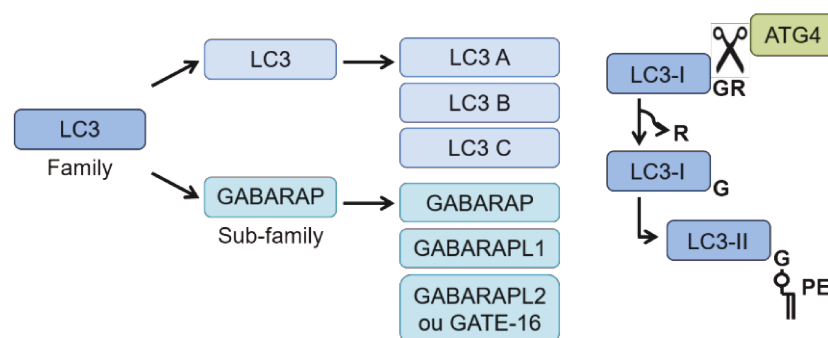 LC3
Family
LC3
GABARAP
Sub-family
LC3 A
LC3 B
LC3 C
GABARAP
GABARAPL1
GABARAPL2
ou GATE-16
ATG4
LC3-I
GR
R
LC3-I
G
LC3-II
G
PE